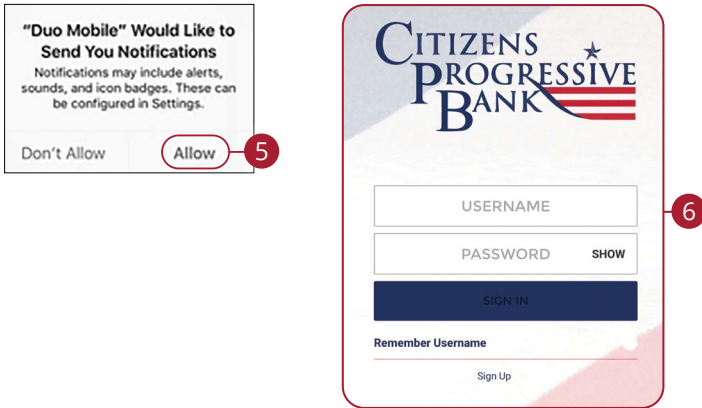 "Duo Mobile" Would Like to
Send You Notifications
Notifications may include alerts,
sounds, and icon badges. These can
be configured in Settings.
Don't Allow Allow
5
CITIZENS
PROGRESSIVE
BANK
USERNAME
PASSWORD SHOW
SIGN IN
Remember Username
Sign Up
6